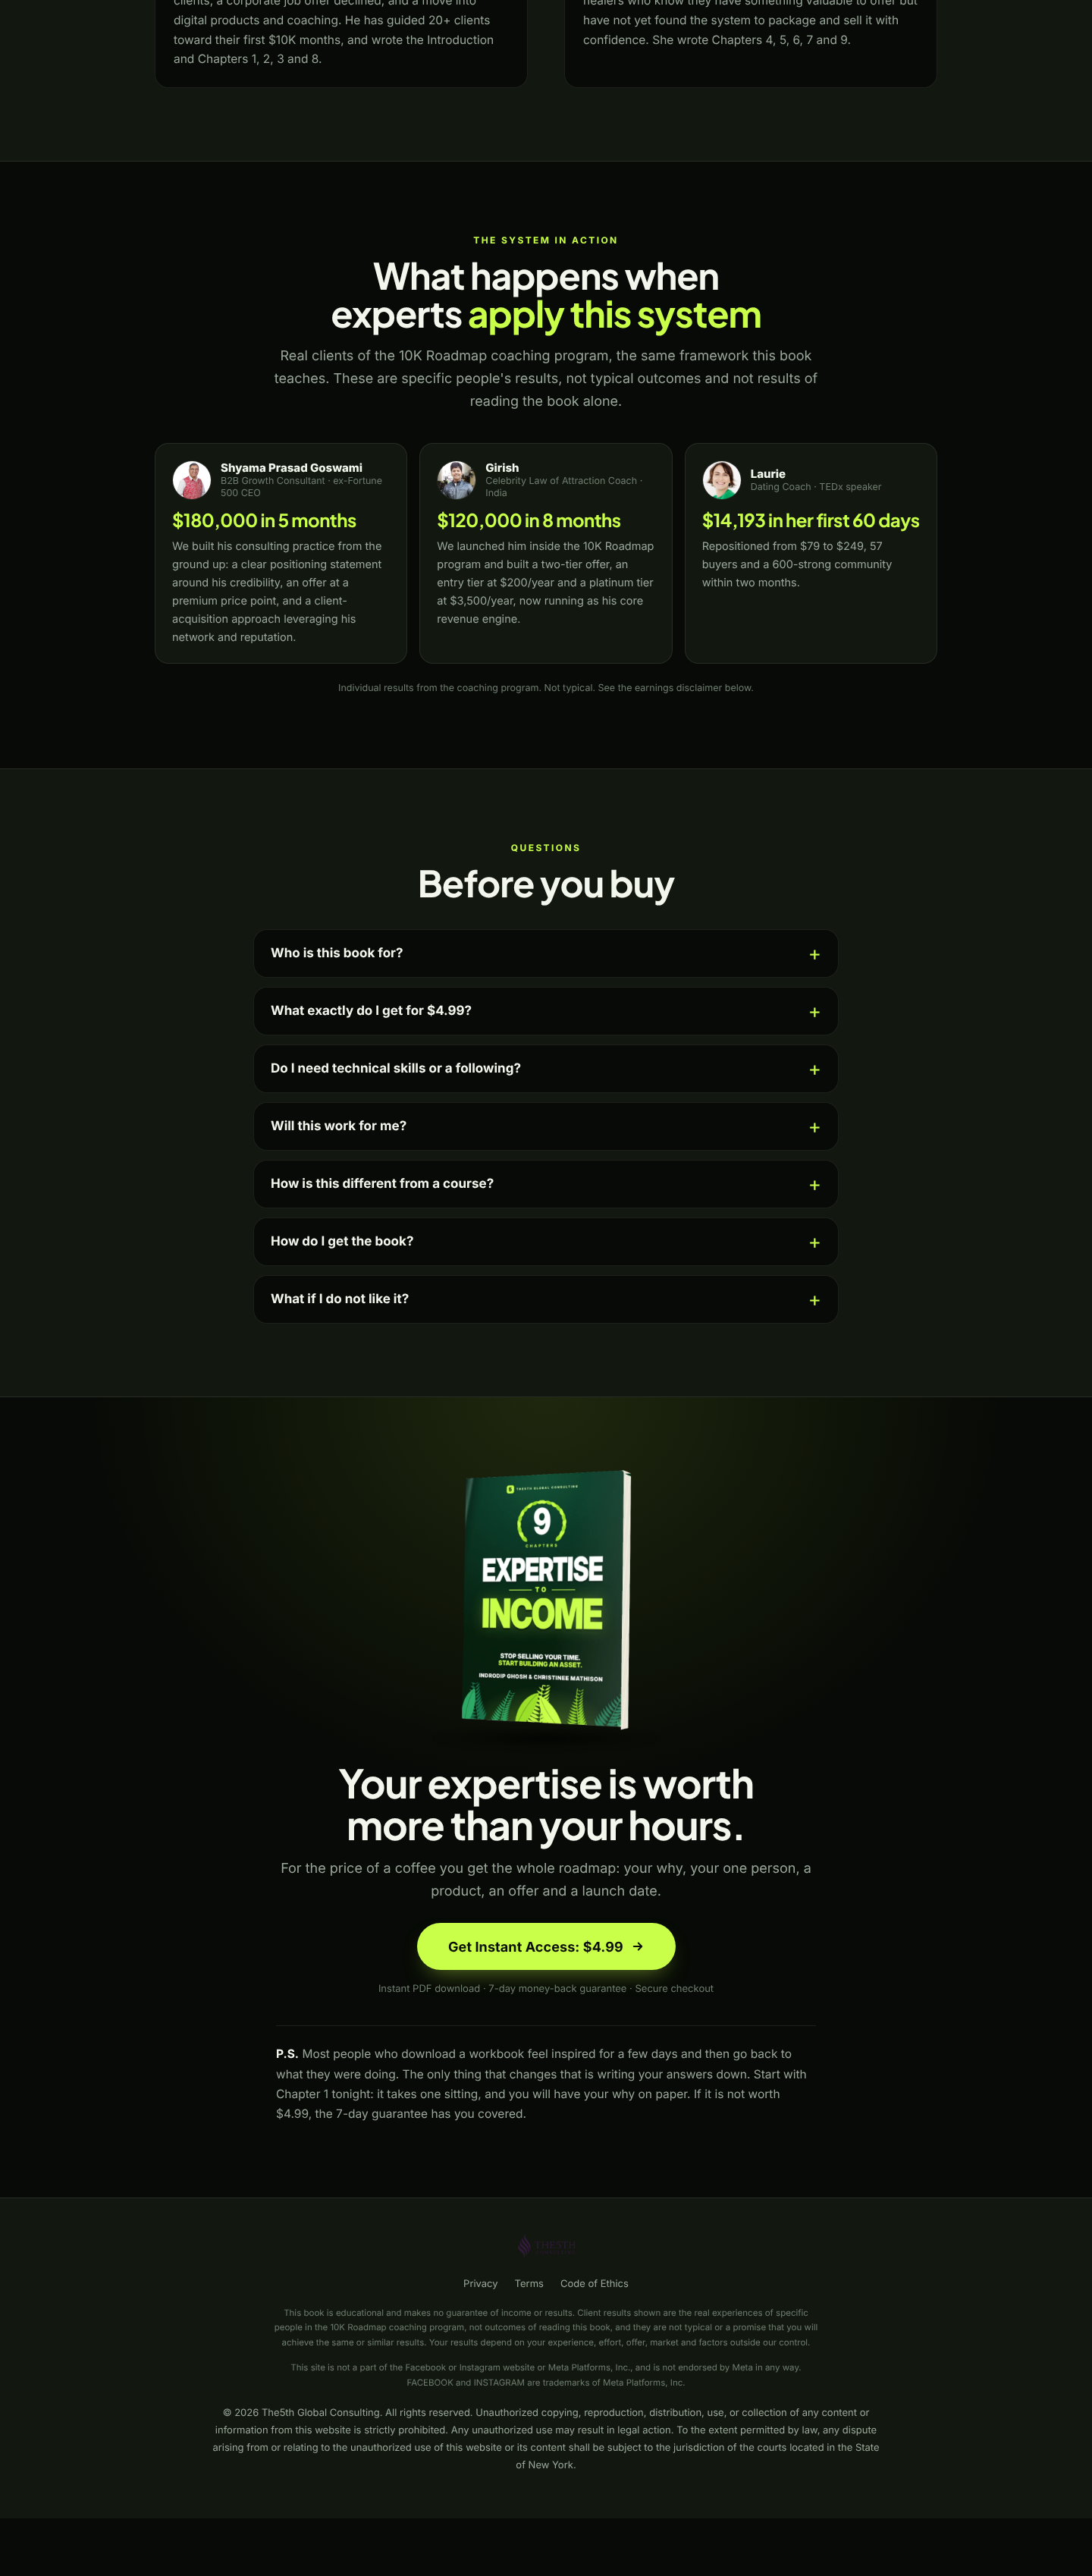 clients, a corporate job offer declined, and a move into
digital products and coaching. He has guided 20+ clients
toward their first $10K months, and wrote the Introduction
and Chapters 1, 2, 3 and 8.
healers who know they have something valuable to offer but
have not yet found the system to package and sell it with
confidence. She wrote Chapters 4, 5, 6, 7 and 9.
THE SYSTEM IN ACTION
What happens when
experts apply this system
Real clients of the 10K Roadmap coaching program, the same framework this book
teaches. These are specific people's results, not typical outcomes and not results of
reading the book alone.
Shyama Prasad Goswami
B2B Growth Consultant · ex-Fortune
500 CEO
$180,000 in 5 months
We built his consulting practice from the
ground up: a clear positioning statement
around his credibility, an offer at a
premium price point, and a client-
acquisition approach leveraging his
network and reputation.
Girish
Celebrity Law of Attraction Coach ·
India
$120,000 in 8 months
We launched him inside the 10K Roadmap
program and built a two-tier offer, an
entry tier at $200/year and a platinum tier
at $3,500/year, now running as his core
revenue engine.
Laurie
Dating Coach · TEDx speaker
$14,193 in her first 60 days
Repositioned from $79 to $249, 57
buyers and a 600-strong community
within two months.
Individual results from the coaching program. Not typical. See the earnings disclaimer below.
QUESTIONS
Before you buy
Who is this book for? +
What exactly do I get for $4.99? +
Do I need technical skills or a following? +
Will this work for me? +
How is this different from a course? +
How do I get the book? +
What if I do not like it? +
THE5TH GLOBAL CONSULTING
9
CHAPTERS
EXPERTISE
TO
INCOME
STOP SELLING YOUR TIME.
START BUILDING AN ASSET.
INDRODIP GHOSH & CHRISTINEE MATHISON
Your expertise is worth
more than your hours.
For the price of a coffee you get the whole roadmap: your why, your one person, a
product, an offer and a launch date.
Get Instant Access: $4.99 →
Instant PDF download · 7-day money-back guarantee · Secure checkout
P.S. Most people who download a workbook feel inspired for a few days and then go back to
what they were doing. The only thing that changes that is writing your answers down. Start with
Chapter 1 tonight: it takes one sitting, and you will have your why on paper. If it is not worth
$4.99, the 7-day guarantee has you covered.
THE5TH
Privacy Terms Code of Ethics
This book is educational and makes no guarantee of income or results. Client results shown are the real experiences of specific
people in the 10K Roadmap coaching program, not outcomes of reading this book, and they are not typical or a promise that you will
achieve the same or similar results. Your results depend on your experience, effort, offer, market and factors outside our control.
This site is not a part of the Facebook or Instagram website or Meta Platforms, Inc., and is not endorsed by Meta in any way.
FACEBOOK and INSTAGRAM are trademarks of Meta Platforms, Inc.
© 2026 The5th Global Consulting. All rights reserved. Unauthorized copying, reproduction, distribution, use, or collection of any content or
information from this website is strictly prohibited. Any unauthorized use may result in legal action. To the extent permitted by law, any dispute
arising from or relating to the unauthorized use of this website or its content shall be subject to the jurisdiction of the courts located in the State
of New York.